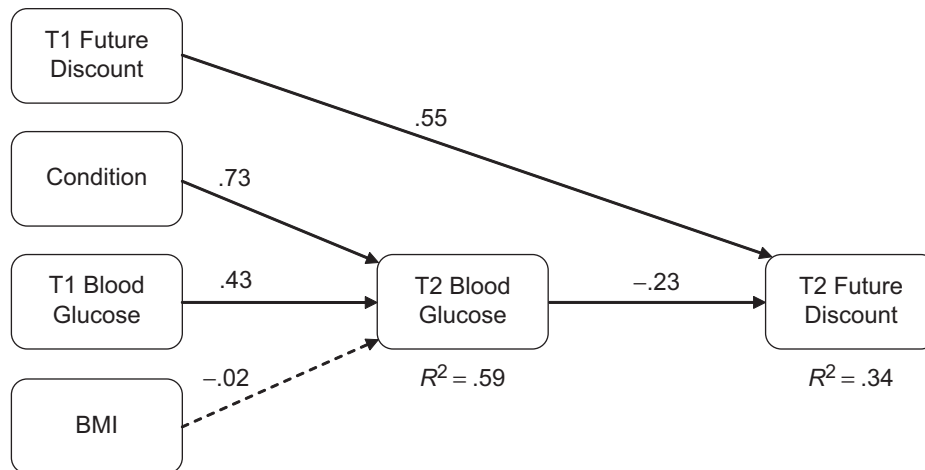 T1 Future
Discount
.55
Condition
.73
T1 Blood
Glucose
.43
T2 Blood
Glucose
−.23
T2 Future
Discount
−.02
R² = .59
R² = .34
BMI